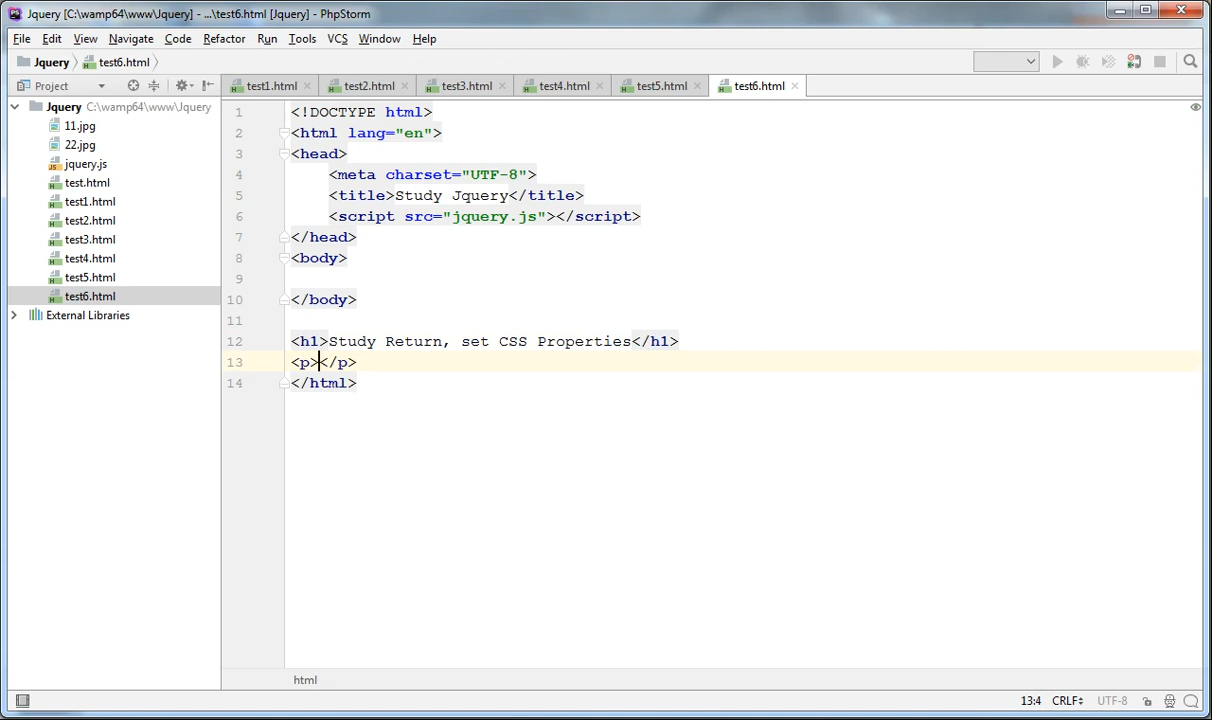 Jquery [C:\wamp64\www\Jquery] - ...\test6.html [Jquery] - PhpStorm
File Edit View Navigate Code Refactor Run Tools VCS Window Help
Jquery test6.html
Project test1.html test2.html test3.html test4.html test5.html test6.html
Jquery C:\wamp64\www\Jquery
11.jpg
22.jpg
jquery.js
test.html
test1.html
test2.html
test3.html
test4.html
test5.html
test6.html
External Libraries
1 <!DOCTYPE html>
2 <html lang="en">
3 <head>
4 <meta charset="UTF-8">
5 <title>Study Jquery</title>
6 <script src="jquery.js"></script>
7 </head>
8 <body>
9
10 </body>
11
12 <h1>Study Return, set CSS Properties</h1>
13 <p></p>
14 </html>
html
13:4 CRLF UTF-8